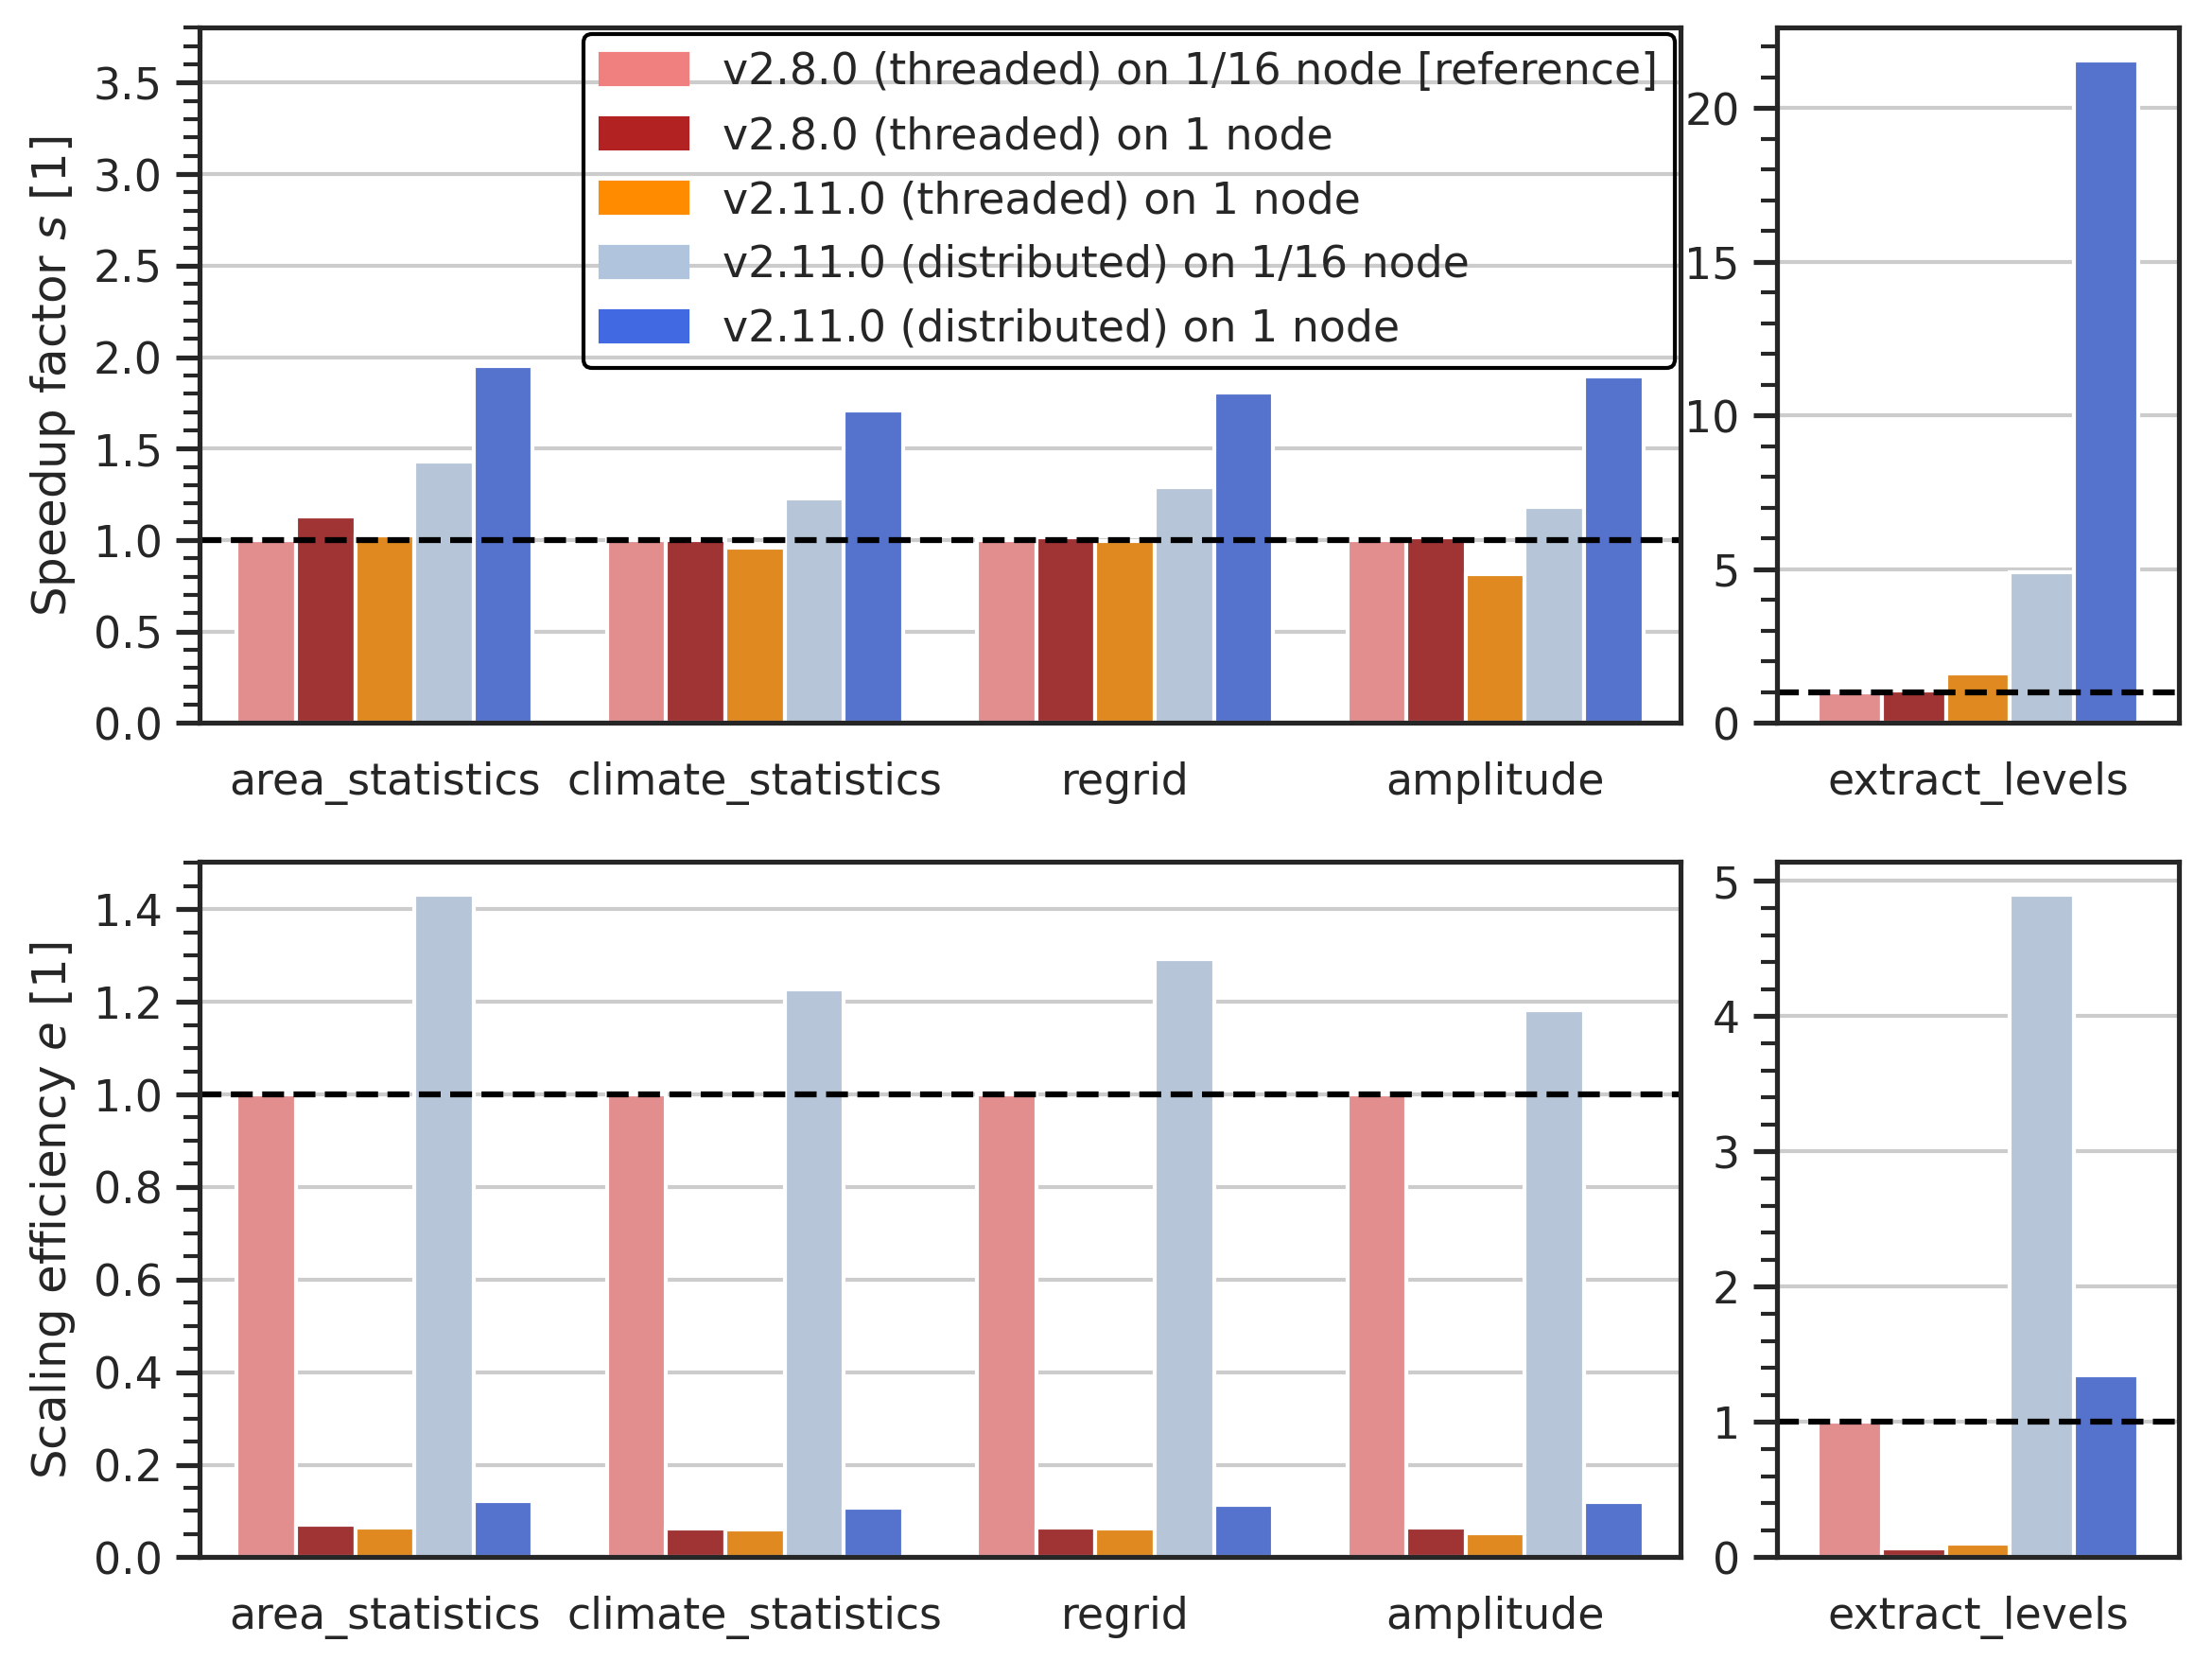 Speedup factor s [1]
3.5
3.0
2.5
2.0
1.5
1.0
0.5
0.0
v2.8.0 (threaded) on 1/16 node [reference]
v2.8.0 (threaded) on 1 node
v2.11.0 (threaded) on 1 node
v2.11.0 (distributed) on 1/16 node
v2.11.0 (distributed) on 1 node
area_statistics climate_statistics regrid amplitude
20
15
10
5
0
extract_levels
Scaling efficiency e [1]
1.4
1.2
1.0
0.8
0.6
0.4
0.2
0.0
area_statistics climate_statistics regrid amplitude
5
4
3
2
1
0
extract_levels